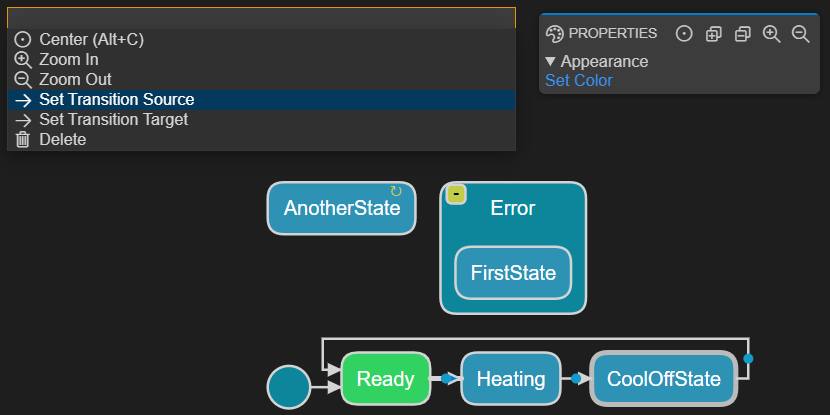 Center (Alt+C)
Zoom In
Zoom Out
Set Transition Source
Set Transition Target
Delete
PROPERTIES
Appearance
Set Color
AnotherState
-
Error
FirstState
Ready
Heating
CoolOffState